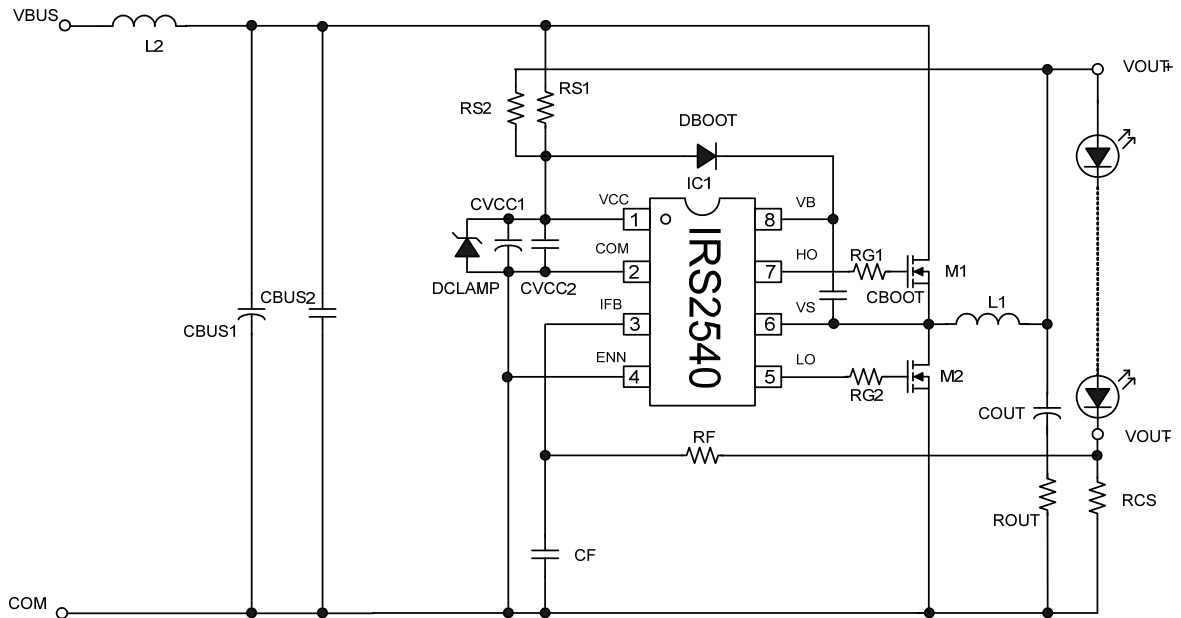 VBUS
L2
RS2
RS1
VOUT+
DBOOT
IC1
CVCC1
VCC
1
8
VB
COM
2
7
HO
RG1
M1
DCLAMP
CVCC2
IRS2540
CBOOT
CBUS2
CBUS1
IFB
3
6
VS
L1
ENN
4
5
LO
RG2
M2
COUT
VOUT-
RF
ROUT
RCS
CF
COM